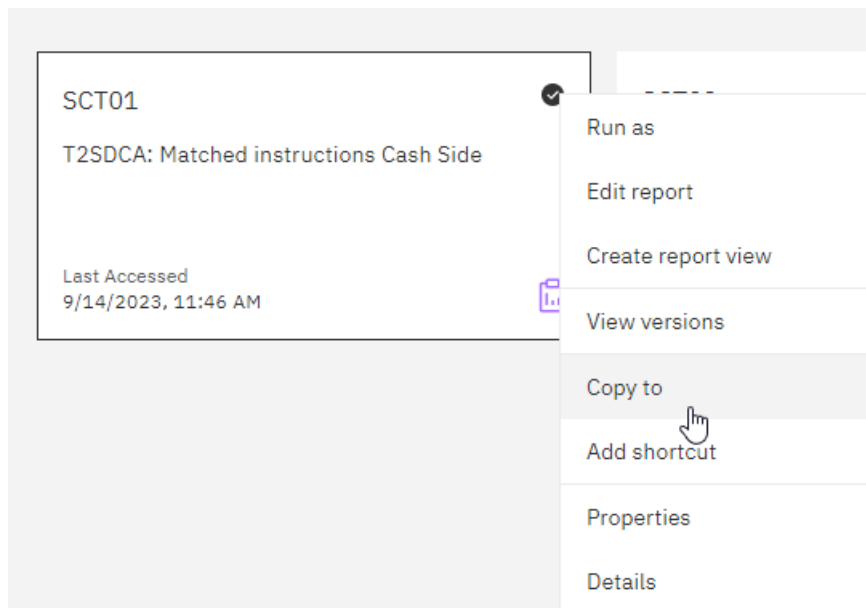 SCT01
T2SDCA: Matched instructions Cash Side
Last Accessed
9/14/2023, 11:46 AM
Run as
Edit report
Create report view
View versions
Copy to
Add shortcut
Properties
Details